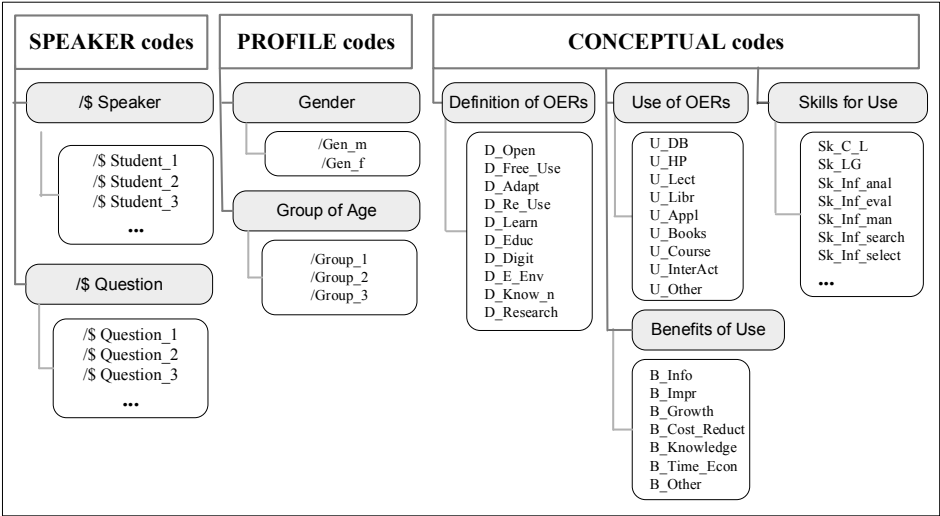 SPEAKER codes
/$ Speaker
/$ Student_1
/$ Student_2
/$ Student_3
...
/$ Question
/$ Question_1
/$ Question_2
/$ Question_3
...
PROFILE codes
Gender
/Gen_m
/Gen_f
Group of Age
/Group_1
/Group_2
/Group_3
CONCEPTUAL codes
Definition of OERs
D_Open
D_Free_Use
D_Adapt
D_Re_Use
D_Learn
D_Educ
D_Digit
D_E_Env
D_Know_n
D_Research
Use of OERs
U_DB
U_HP
U_Lect
U_Libr
U_Appl
U_Books
U_Course
U_InterAct
U_Other
Benefits of Use
B_Info
B_Impr
B_Growth
B_Cost_Reduct
B_Knowledge
B_Time_Econ
B_Other
Skills for Use
Sk_C_L
Sk_LG
Sk_Inf_anal
Sk_Inf_eval
Sk_Inf_man
Sk_Inf_search
Sk_Inf_select
...